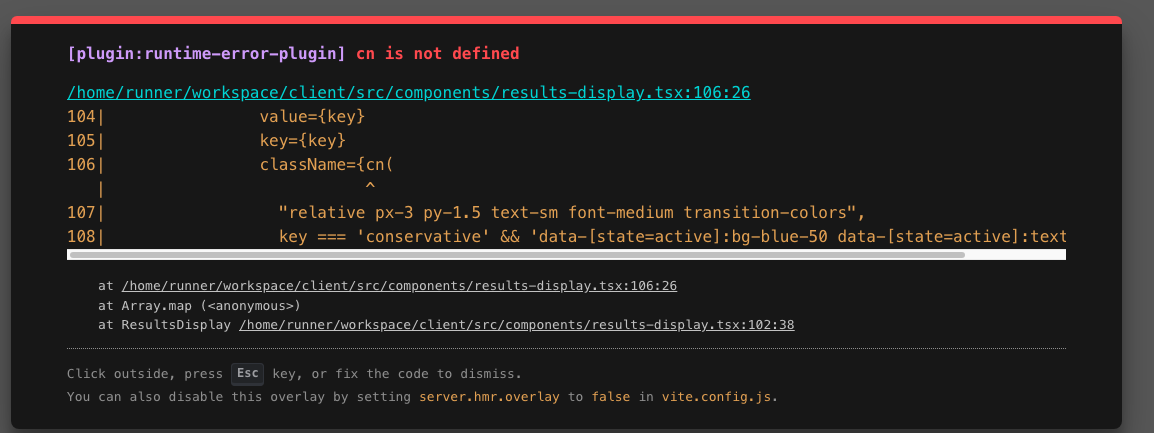 [plugin:runtime-error-plugin] cn is not defined
/home/runner/workspace/client/src/components/results-display.tsx:106:26
104|                value={key}
105|                key={key}
106|                className={cn(
   |                           ^
107|                  "relative px-3 py-1.5 text-sm font-medium transition-colors",
108|                  key === 'conservative' && 'data-[state=active]:bg-blue-50 data-[state=active]:text
at /home/runner/workspace/client/src/components/results-display.tsx:106:26
at Array.map (<anonymous>)
at ResultsDisplay /home/runner/workspace/client/src/components/results-display.tsx:102:38
Click outside, press Esc key, or fix the code to dismiss.
You can also disable this overlay by setting server.hmr.overlay to false in vite.config.js.